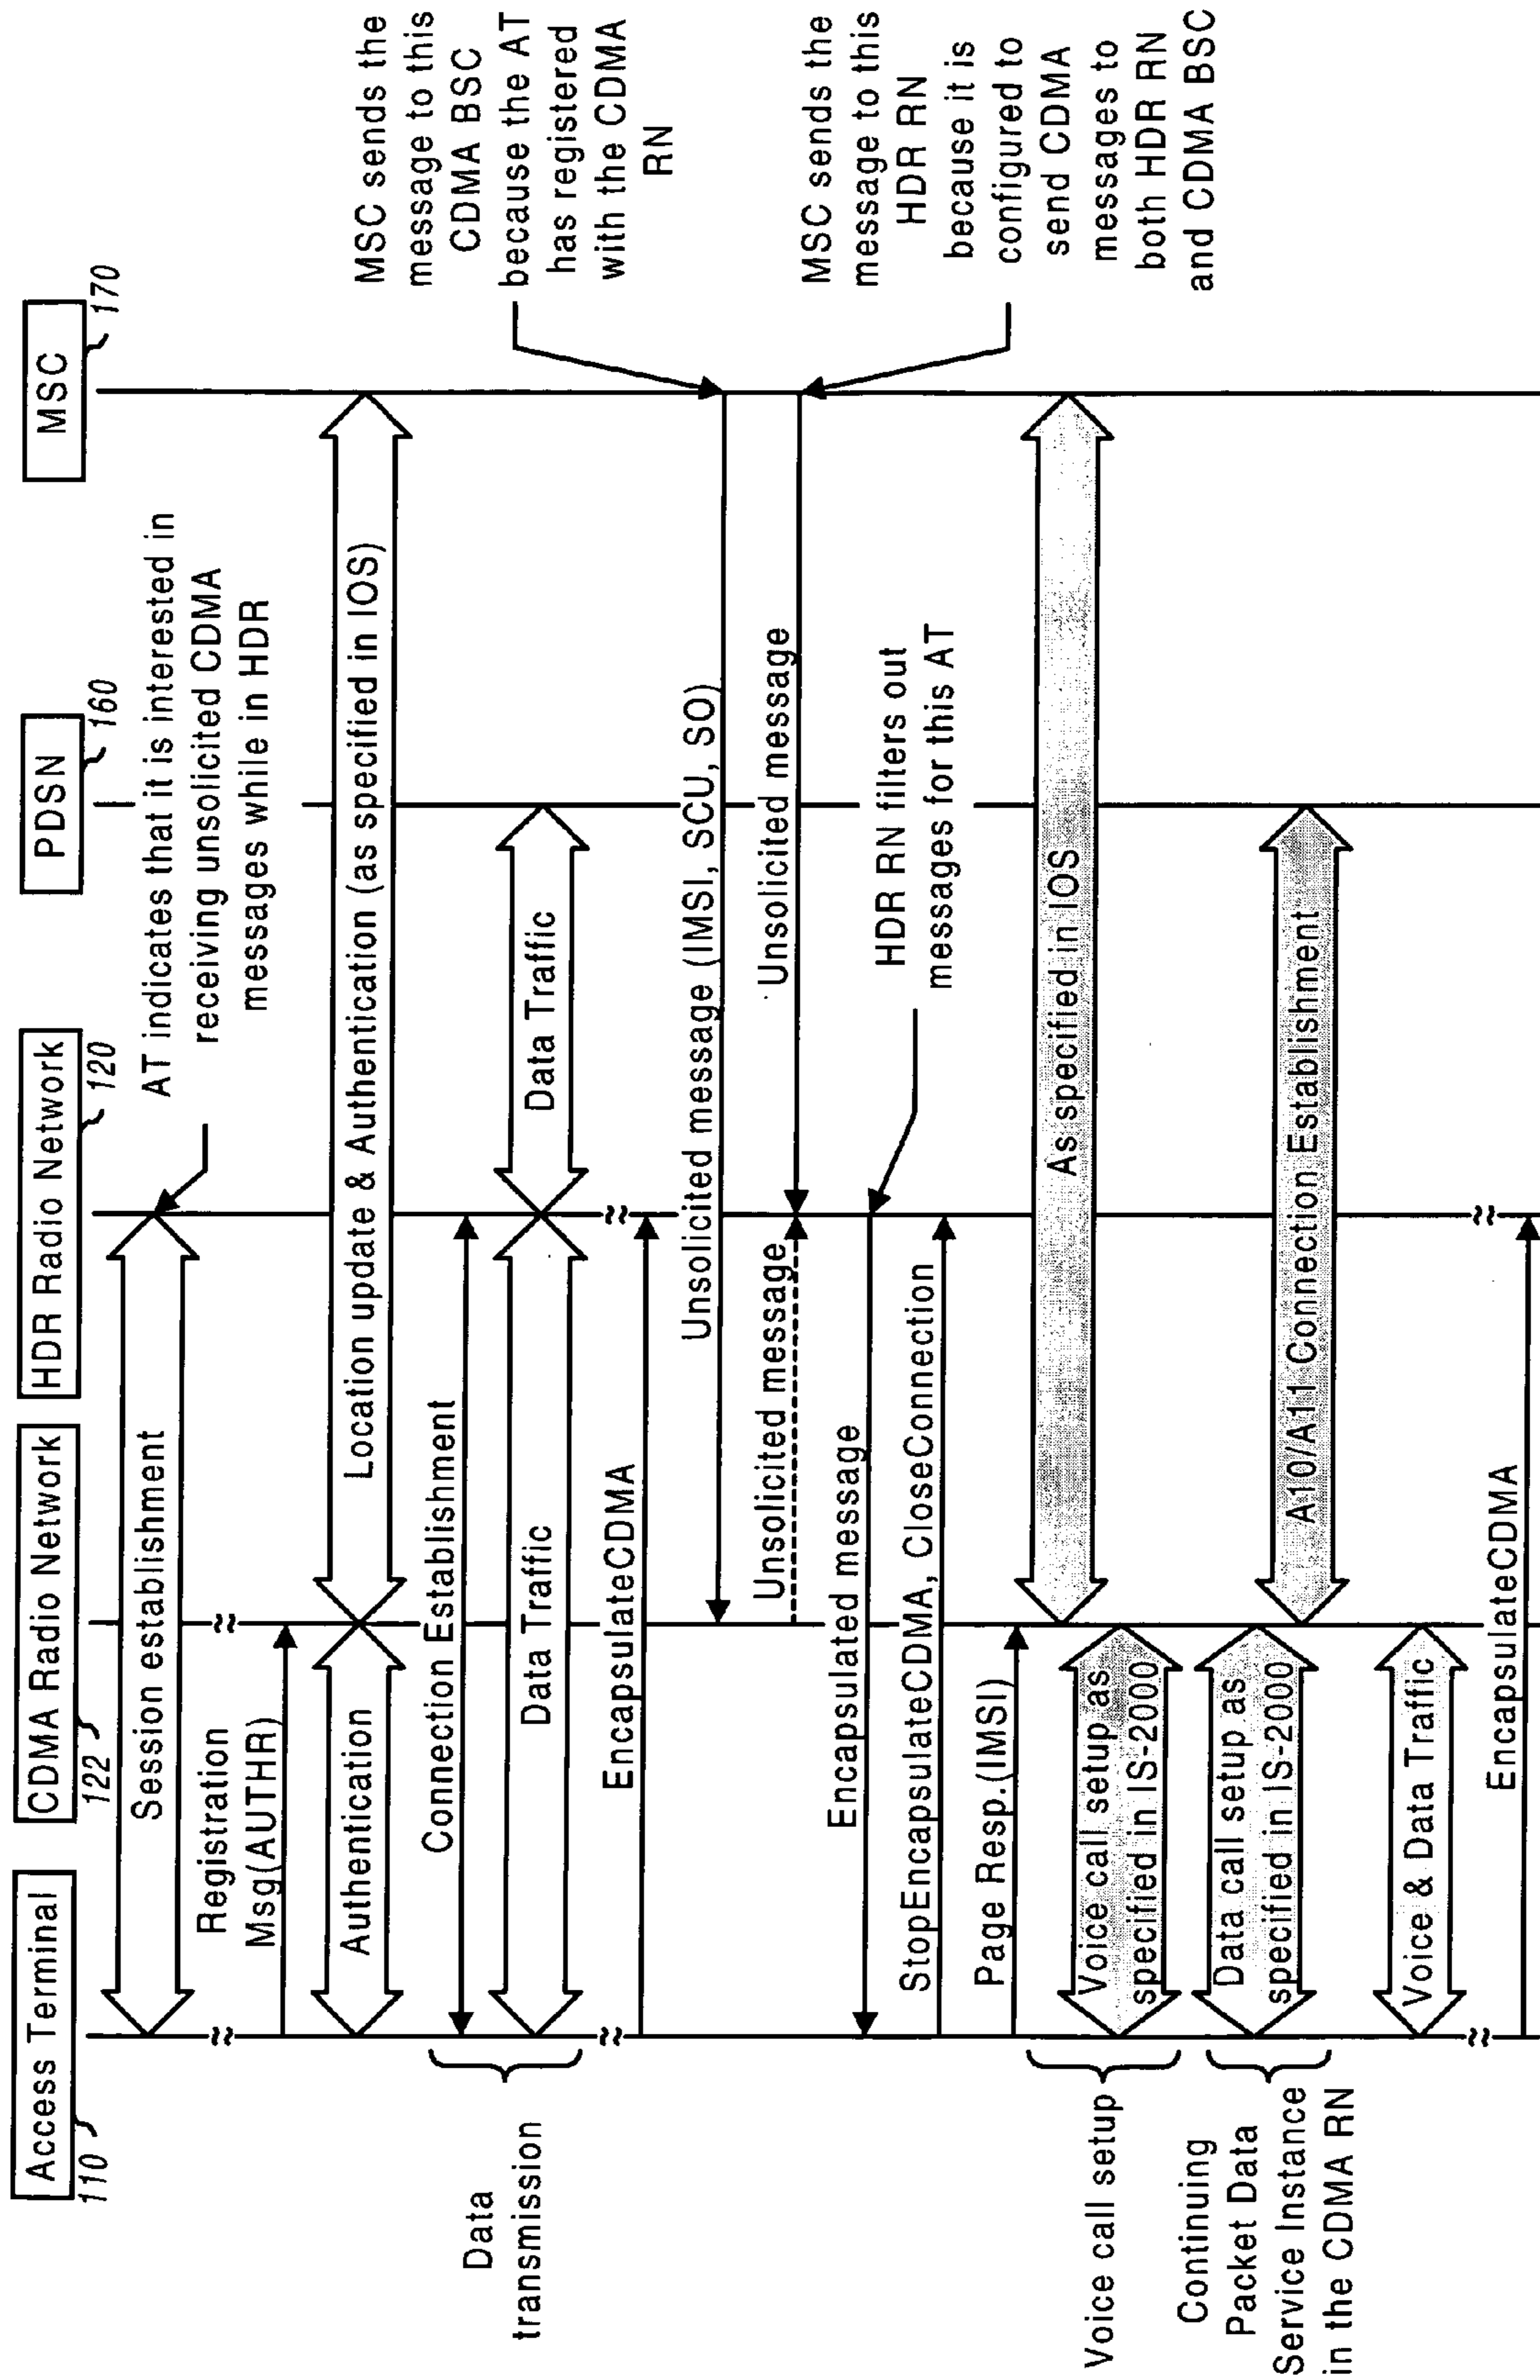 Access Terminal
110
CDMA Radio Network
122
HDR Radio Network
120
PDSN
160
MSC
170
Session establishment
AT indicates that it is interested in
receiving unsolicited CDMA
messages while in HDR
Registration
Msg(AUTHR)
Authentication
Location update & Authentication (as specified in IOS)
Data
transmission
Connection Establishment
Data Traffic
Data Traffic
EncapsulateCDMA
MSC sends the
message to this
CDMA BSC
because the AT
has registered
with the CDMA
RN
Unsolicited message (IMSI, SCU, SO)
Unsolicited message
Unsolicited message
MSC sends the
message to this
HDR RN
because it is
configured to
send CDMA
messages to
both HDR RN
and CDMA BSC
Encapsulated message
HDR RN filters out
messages for this AT
StopEncapsulateCDMA, CloseConnection
Page Resp.(IMSI)
Voice call setup
Voice call setup as
specified in IS-2000
As specified in IOS
Continuing
Packet Data
Service Instance
in the CDMA RN
Data call setup as
specified in IS-2000
A10/A11 Connection Establishment
Voice & Data Traffic
EncapsulateCDMA